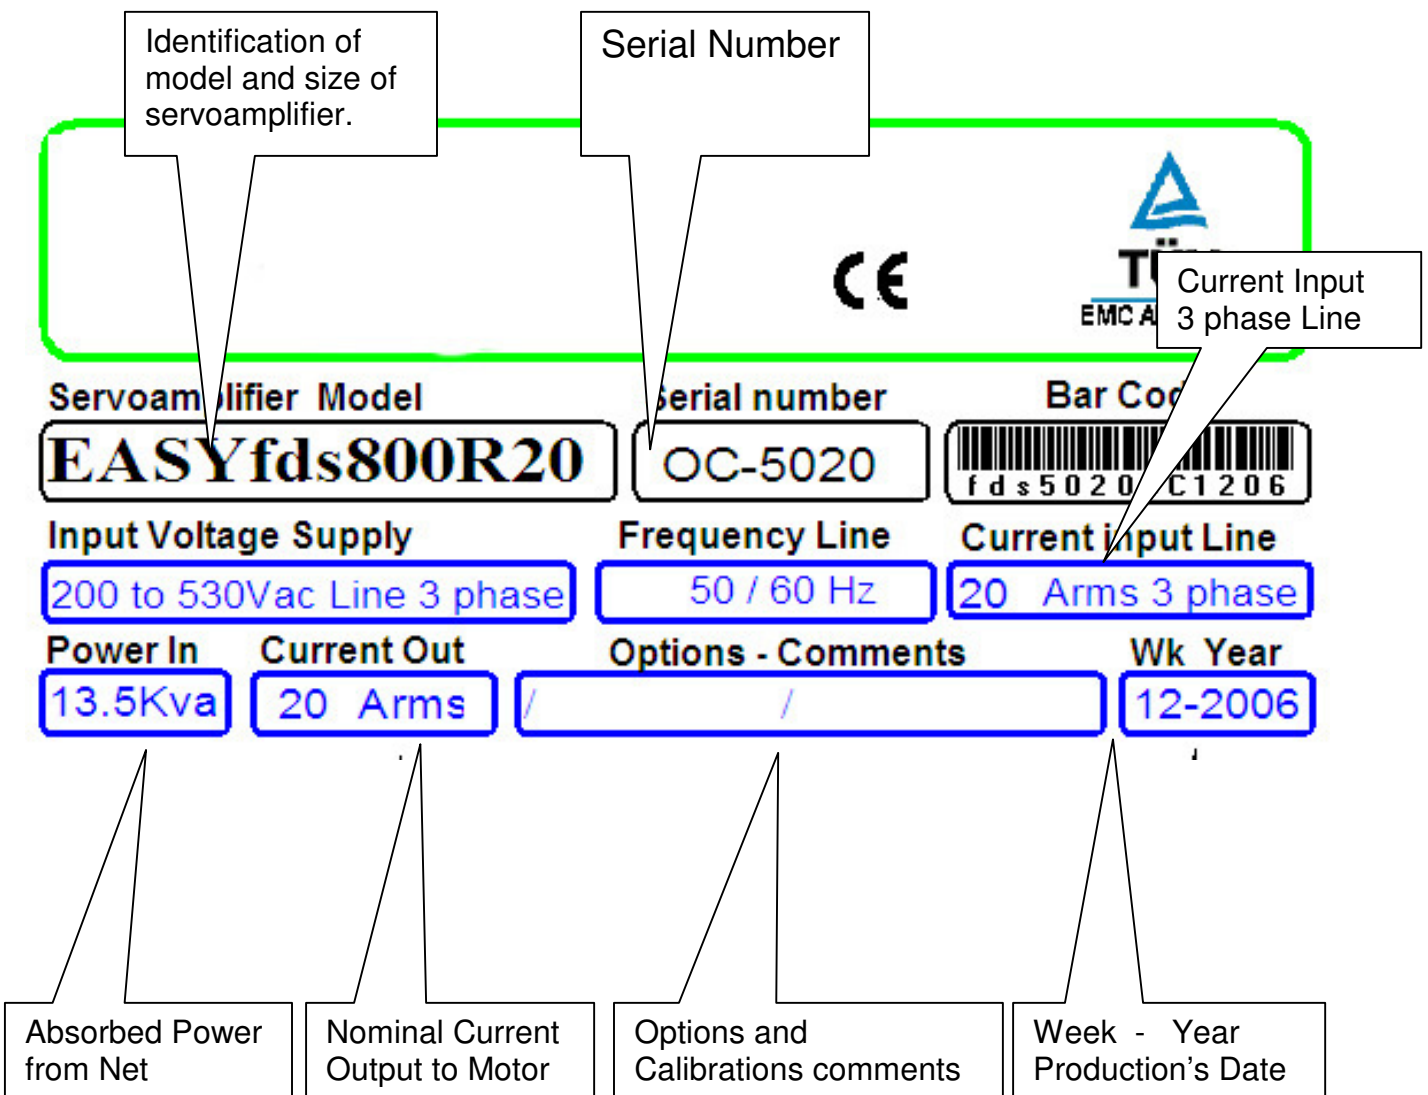 Identification of
model and size of
servoamplifier.
Serial Number
CE
EMC
Current Input
3 phase Line
Servoamplifier Model
Serial number
Bar Cod
EASYfds800R20
OC-5020
fds5020 C1206
Input Voltage Supply
Frequency Line
Current input Line
200 to 530Vac Line 3 phase
50 / 60 Hz
20 Arms 3 phase
Power In
Current Out
Options - Comments
Wk Year
13.5Kva
20 Arms
/ /
12-2006
Absorbed Power
from Net
Nominal Current
Output to Motor
Options and
Calibrations comments
Week - Year
Production's Date